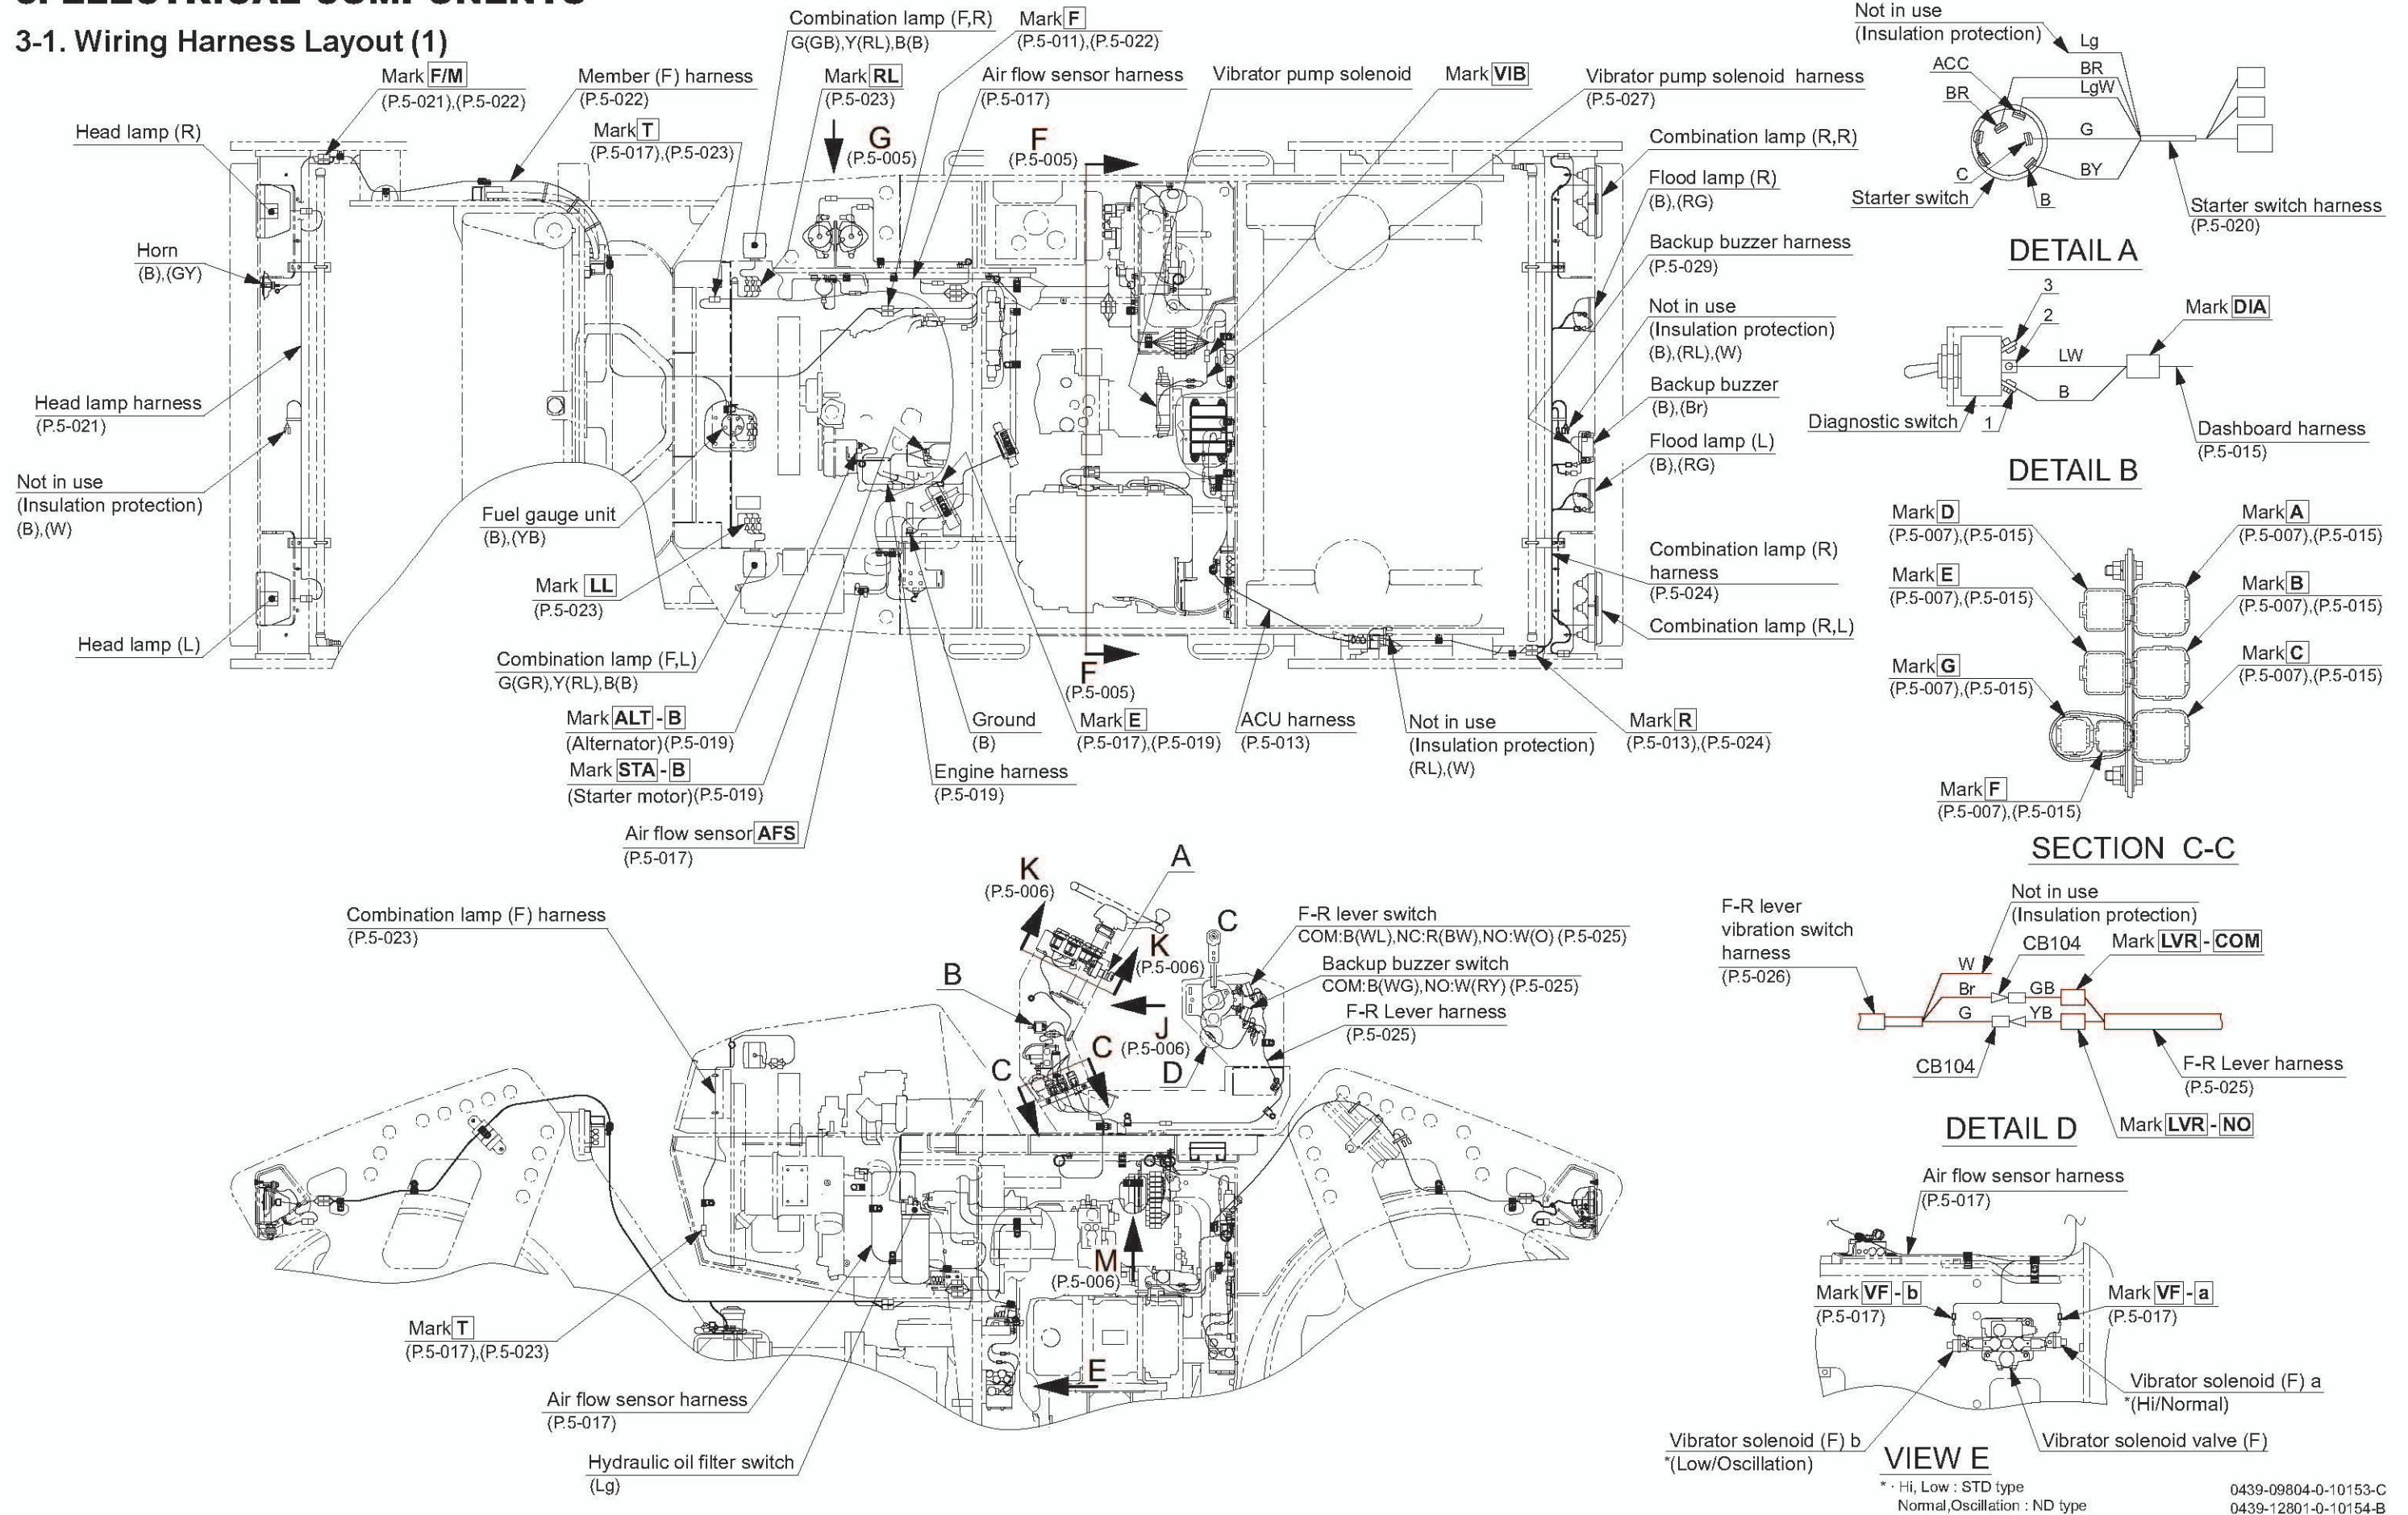 3. ELECTRICAL COMPONENTS
3-1. Wiring Harness Layout (1)
Combination lamp (F,R)
G(GB),Y(RL),B(B)
Mark F
(P.5-011),(P.5-022)
Mark F/M
(P.5-021),(P.5-022)
Member (F) harness
(P.5-022)
Mark RL
(P.5-023)
Air flow sensor harness
(P.5-017)
Vibrator pump solenoid
Mark VIB
Vibrator pump solenoid harness
(P.5-027)
Head lamp (R)
Mark T
(P.5-017),(P.5-023)
G
(P.5-005)
F
(P.5-005)
Combination lamp (R,R)
Flood lamp (R)
(B),(RG)
Horn
(B),(GY)
Backup buzzer harness
(P.5-029)
Not in use
(Insulation protection)
(B),(RL),(W)
Head lamp harness
(P.5-021)
Backup buzzer
(B),(Br)
Flood lamp (L)
(B),(RG)
Not in use
(Insulation protection)
(B),(W)
Fuel gauge unit
(B),(YB)
Combination lamp (R)
harness
(P.5-024)
Mark LL
(P.5-023)
Combination lamp (R,L)
Head lamp (L)
Combination lamp (F,L)
G(GR),Y(RL),B(B)
F
(P.5-005)
Mark ALT - B
(Alternator)(P.5-019)
Ground
(B)
Mark E
(P.5-017),(P.5-019)
ACU harness
(P.5-013)
Not in use
(Insulation protection)
(RL),(W)
Mark R
(P.5-013),(P.5-024)
Mark STA - B
(Starter motor)(P.5-019)
Engine harness
(P.5-019)
Air flow sensor AFS
(P.5-017)
Not in use
(Insulation protection)
Lg
ACC
BR
BR
LgW
G
C
BY
Starter switch
B
Starter switch harness
(P.5-020)
DETAIL A
3
2
Mark DIA
LW
B
Diagnostic switch
1
Dashboard harness
(P.5-015)
DETAIL B
Mark D
(P.5-007),(P.5-015)
Mark A
(P.5-007),(P.5-015)
Mark E
(P.5-007),(P.5-015)
Mark B
(P.5-007),(P.5-015)
Mark G
(P.5-007),(P.5-015)
Mark C
(P.5-007),(P.5-015)
Mark F
(P.5-007),(P.5-015)
SECTION C-C
Combination lamp (F) harness
(P.5-023)
K
(P.5-006)
A
K
(P.5-006)
B
C
F-R lever switch
COM:B(WL),NC:R(BW),NO:W(O) (P.5-025)
Backup buzzer switch
COM:B(WG),NO:W(RY) (P.5-025)
F-R Lever harness
(P.5-025)
J
(P.5-006)
C
C
D
M
(P.5-006)
E
Mark T
(P.5-017),(P.5-023)
Air flow sensor harness
(P.5-017)
Hydraulic oil filter switch
(Lg)
F-R lever
vibration switch
harness
(P.5-026)
Not in use
(Insulation protection)
CB104
Mark LVR - COM
W
Br
GB
G
YB
CB104
F-R Lever harness
(P.5-025)
Mark LVR - NO
DETAIL D
Air flow sensor harness
(P.5-017)
Mark VF - b
(P.5-017)
Mark VF - a
(P.5-017)
Vibrator solenoid (F) a
*(Hi/Normal)
Vibrator solenoid (F) b
*(Low/Oscillation)
Vibrator solenoid valve (F)
VIEW E
* · Hi, Low : STD type
Normal,Oscillation : ND type
0439-09804-0-10153-C
0439-12801-0-10154-B